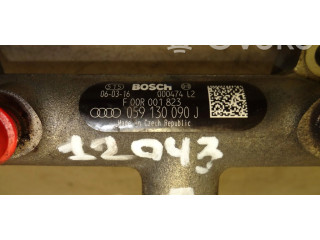 BOSCH
06-03-16 000474 L2
F 00R 001 823
059 130 090 J
Made in Czech Republic
12043